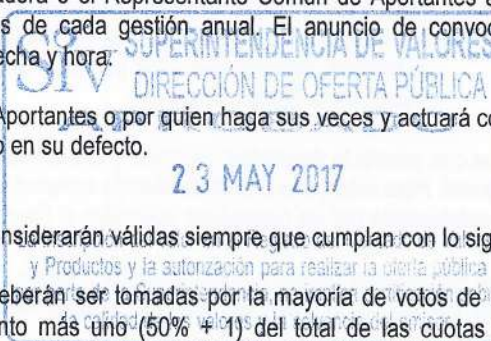 o el Representante Común de Aportantes
s de cada gestión anual. El anuncio de convoc
echa y hora.
SIV SUPERINTENDENCIA DE VALORES
DIRECCIÓN DE OFERTA PÚBLICA
Aportantes o por quien haga sus veces y actuará co
o en su defecto.
23 MAY 2017
nsiderarán válidas siempre que cumplan con lo sig
y Productos y la autorización para realizar la oferta pública
eberán ser tomadas por la mayoría de votos de
nto más uno (50% + 1) del total de las cuotas